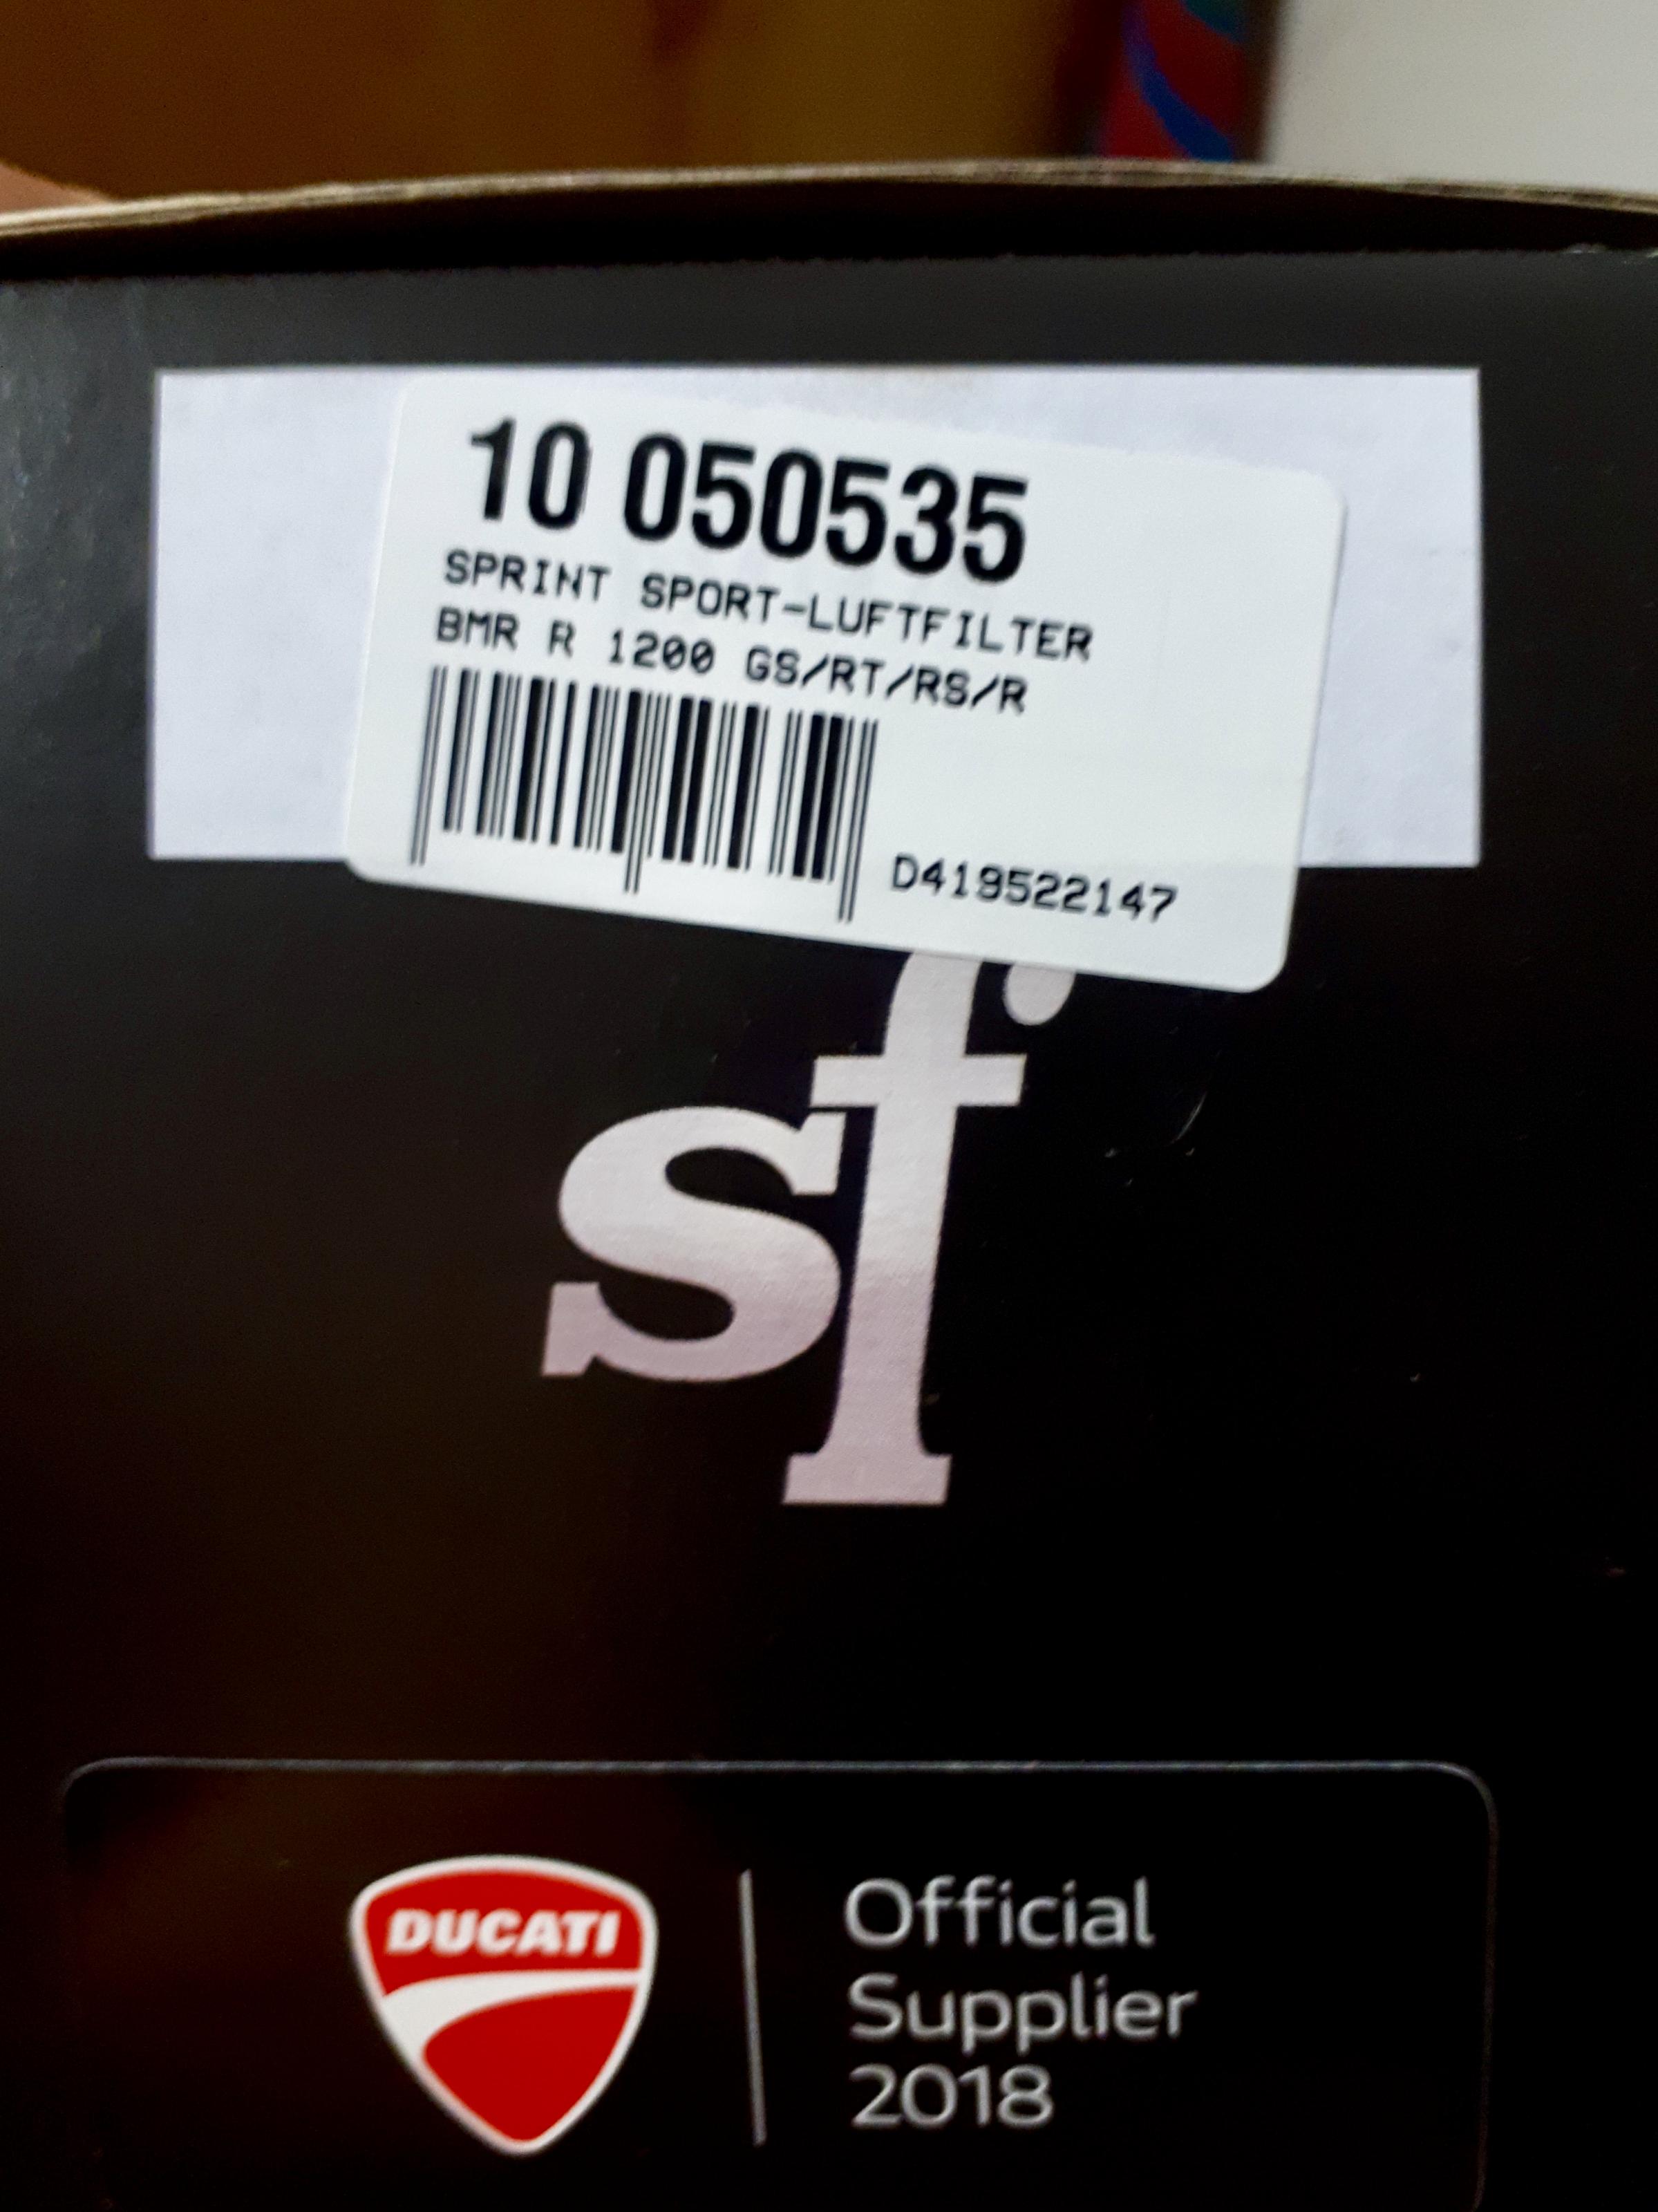 10 050535
SPRINT SPORT-LUFTFILTER
BMR R 1200 GS/RT/RS/R
D419522147
sf
DUCATI
Official
Supplier
2018